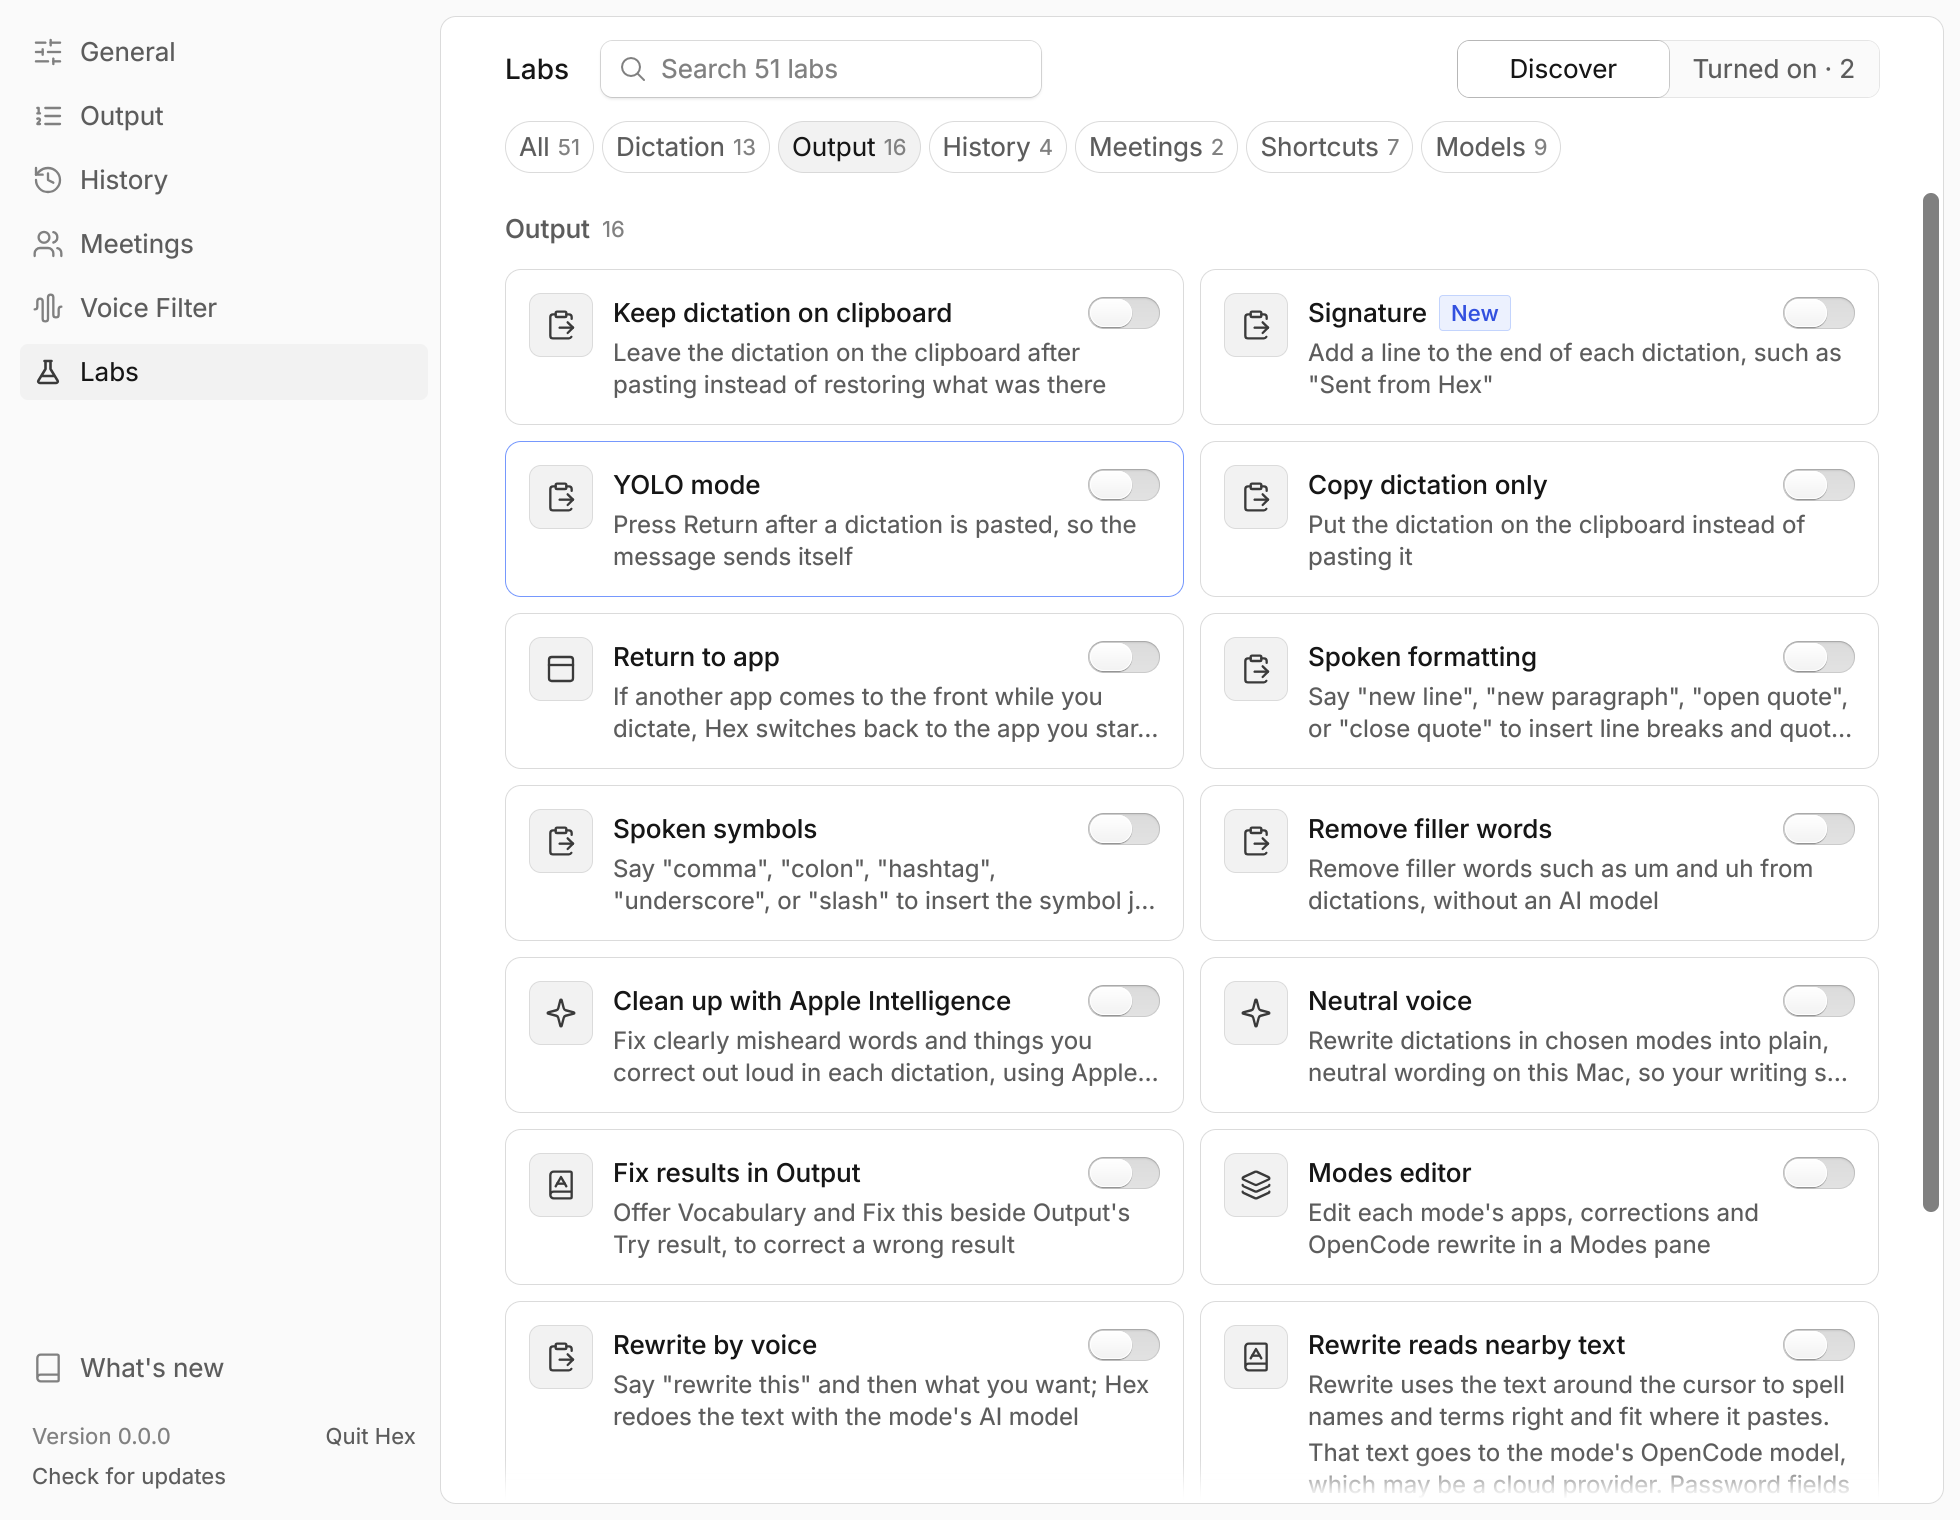 General
Output
History
Meetings
Voice Filter
Labs
What's new
Version 0.0.0
Quit Hex
Check for updates
Labs
Search 51 labs
Discover
Turned on · 2
All 51
Dictation 13
Output 16
History 4
Meetings 2
Shortcuts 7
Models 9
Output 16
Keep dictation on clipboard
Leave the dictation on the clipboard after
pasting instead of restoring what was there
Signature New
Add a line to the end of each dictation, such as
"Sent from Hex"
YOLO mode
Press Return after a dictation is pasted, so the
message sends itself
Copy dictation only
Put the dictation on the clipboard instead of
pasting it
Return to app
If another app comes to the front while you
dictate, Hex switches back to the app you star...
Spoken formatting
Say "new line", "new paragraph", "open quote",
or "close quote" to insert line breaks and quot...
Spoken symbols
Say "comma", "colon", "hashtag",
"underscore", or "slash" to insert the symbol j...
Remove filler words
Remove filler words such as um and uh from
dictations, without an AI model
Clean up with Apple Intelligence
Fix clearly misheard words and things you
correct out loud in each dictation, using Apple...
Neutral voice
Rewrite dictations in chosen modes into plain,
neutral wording on this Mac, so your writing s...
Fix results in Output
Offer Vocabulary and Fix this beside Output's
Try result, to correct a wrong result
Modes editor
Edit each mode's apps, corrections and
OpenCode rewrite in a Modes pane
Rewrite by voice
Say "rewrite this" and then what you want; Hex
redoes the text with the mode's AI model
Rewrite reads nearby text
Rewrite uses the text around the cursor to spell
names and terms right and fit where it pastes.
That text goes to the mode's OpenCode model,
which may be a cloud provider. Password fields